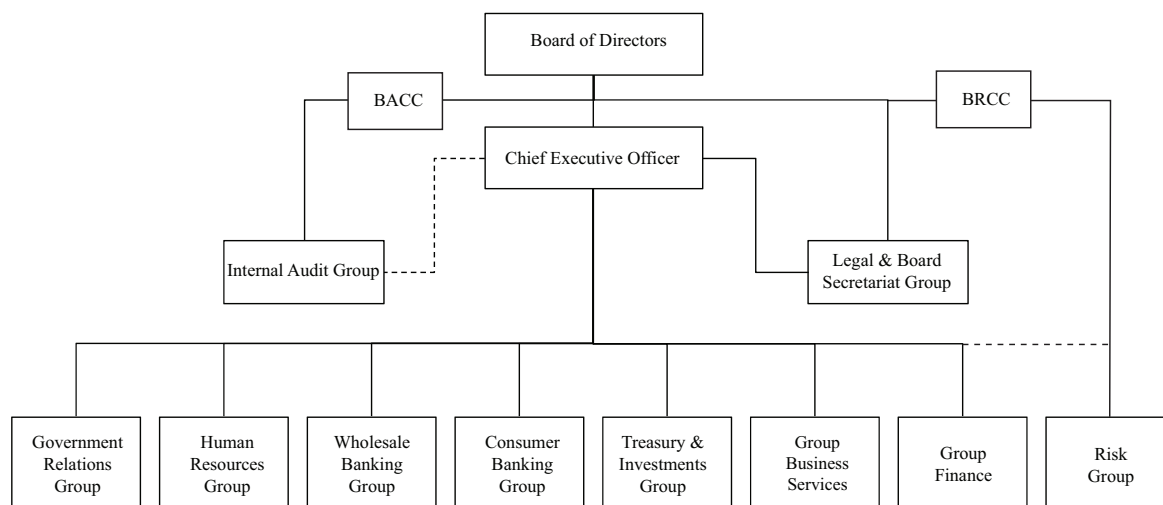 Board of Directors
BACC
BRCC
Chief Executive Officer
Internal Audit Group
Legal & Board
Secretariat Group
Government
Relations
Group
Human
Resources
Group
Wholesale
Banking
Group
Consumer
Banking
Group
Treasury &
Investments
Group
Group
Business
Services
Group
Finance
Risk
Group